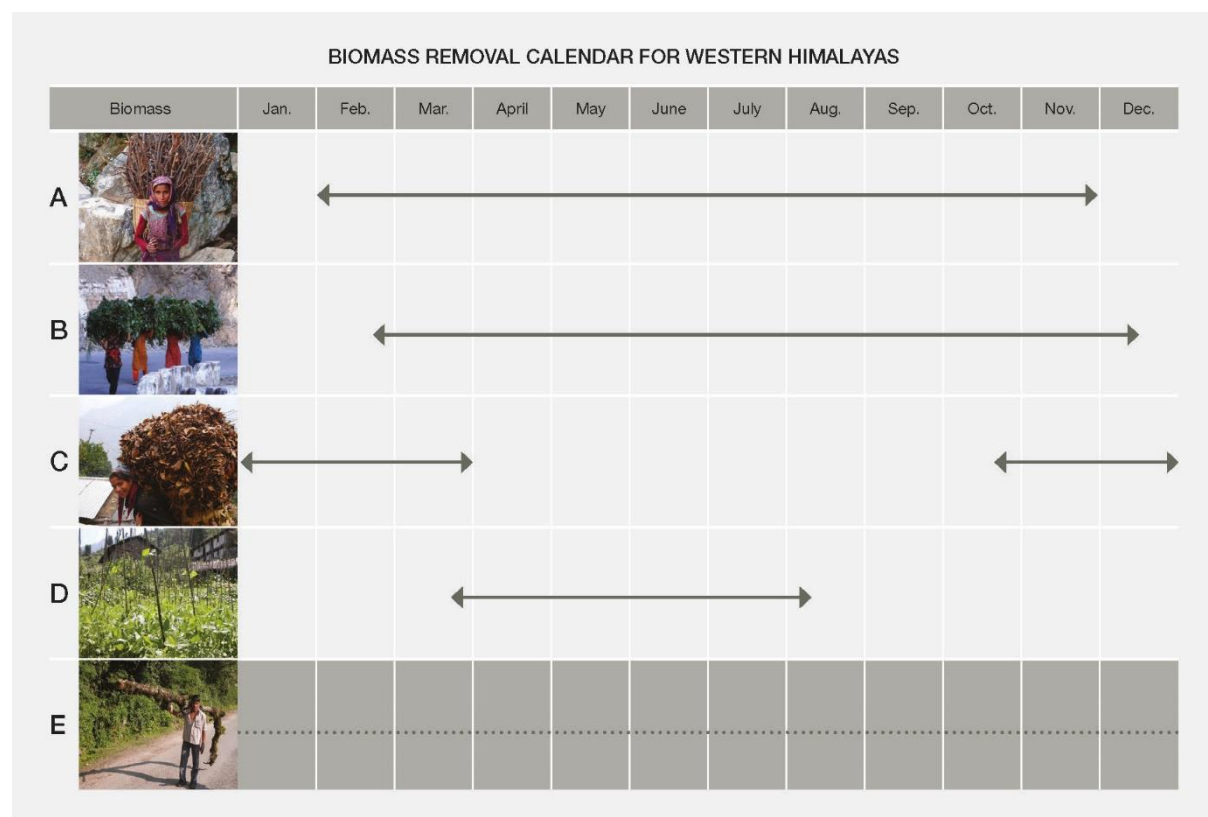 BIOMASS REMOVAL CALENDAR FOR WESTERN HIMALAYAS
Biomass Jan. Feb. Mar. April May June July Aug. Sep. Oct. Nov. Dec.
A
B
C
D
E